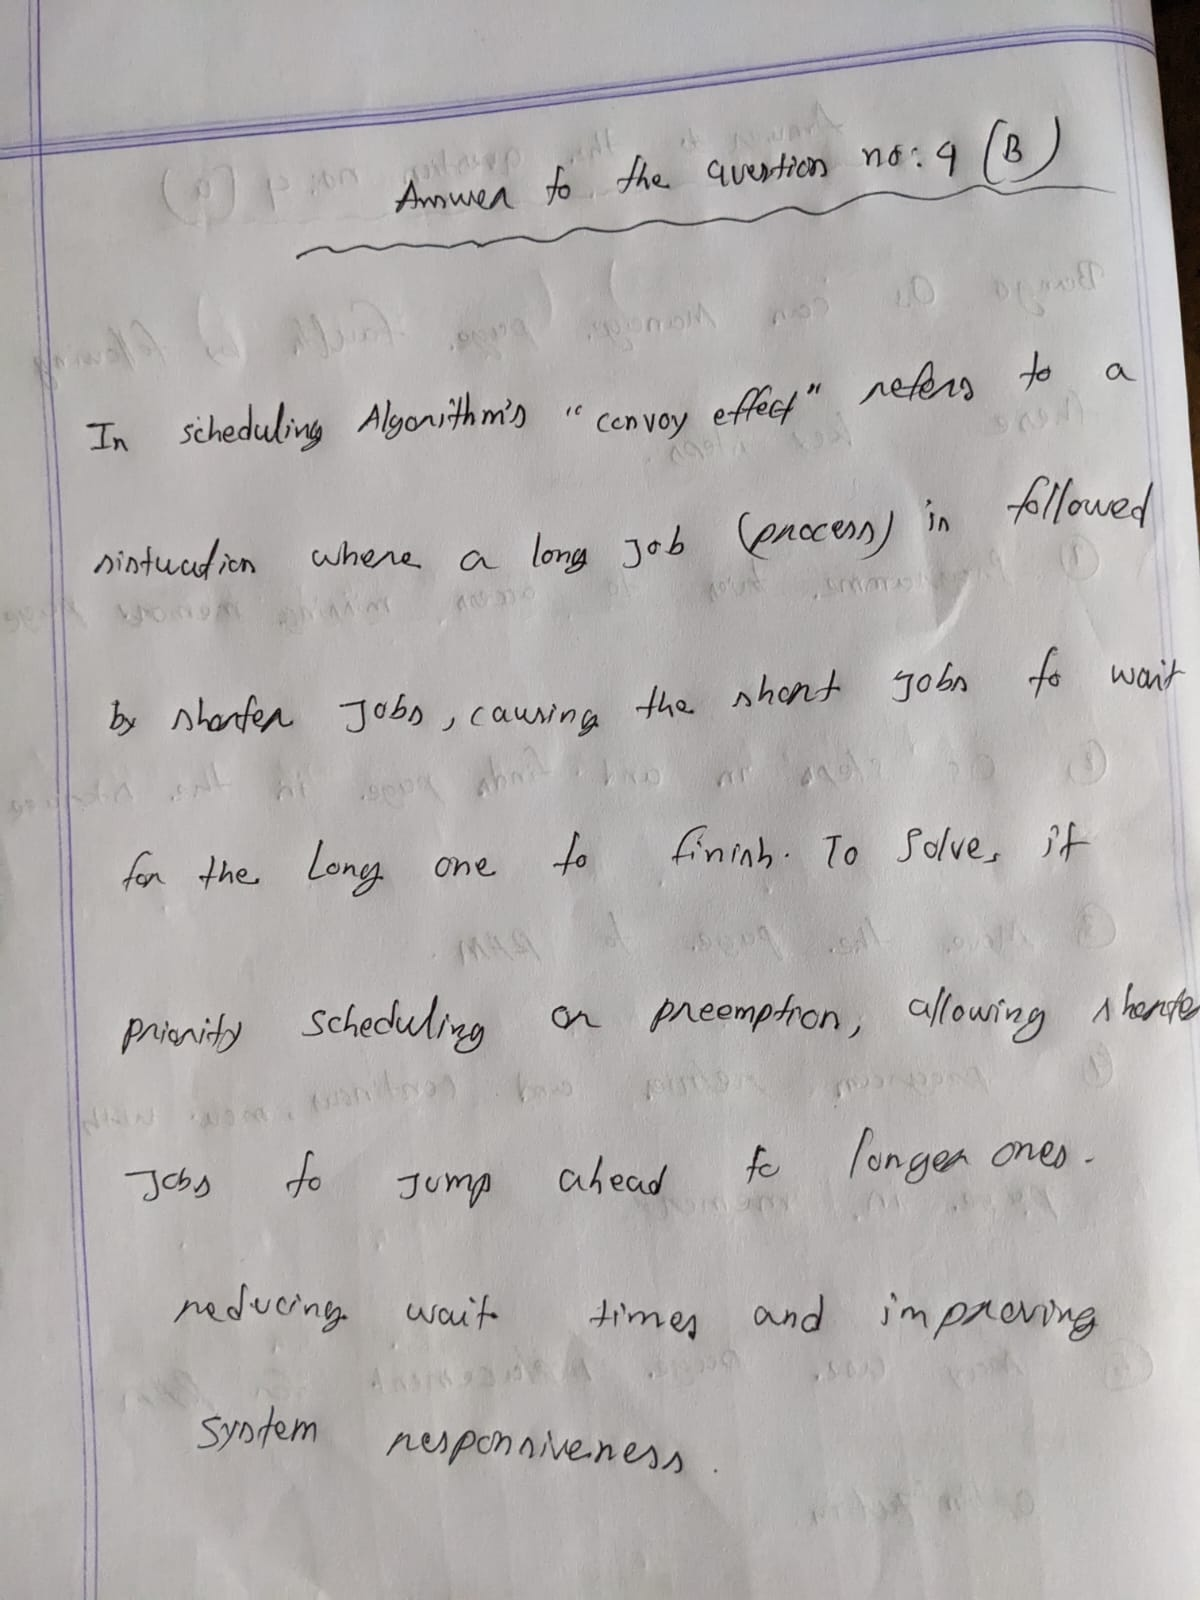 Answer to the question no: 4 (B)
In scheduling Algorithm's "convoy effect" refers to a
sistuation where a long job (process) is followed
by shorter jobs, causing the short jobs to wait
for the Long one to finish. To solve, it
priority scheduling or preemption, allowing shorter
jobs to jump ahead to longer ones.
reducing wait times and improving
system responsiveness.